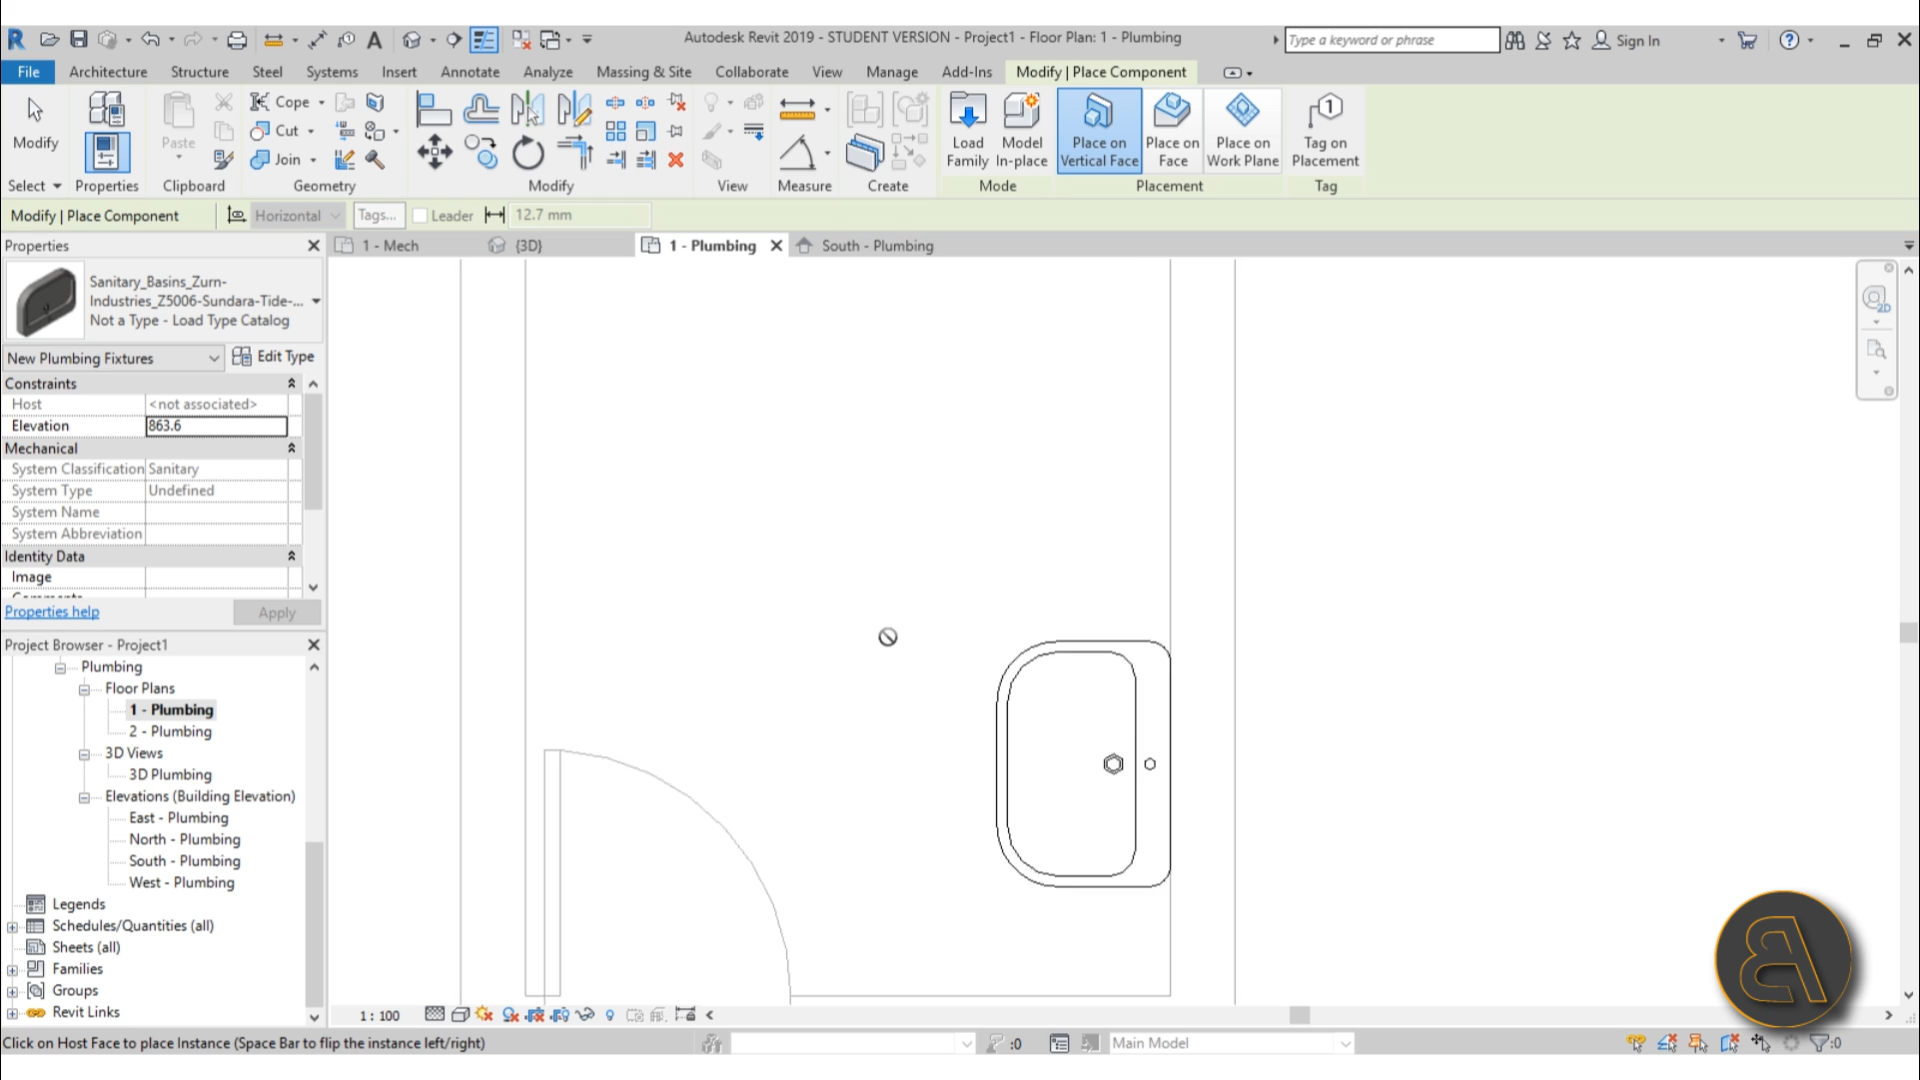 Autodesk Revit 2019 - STUDENT VERSION - Project1 - Floor Plan: 1 - Plumbing
Type a keyword or phrase
Sign In
File Architecture Structure Steel Systems Insert Annotate Analyze Massing & Site Collaborate View Manage Add-Ins Modify | Place Component
Modify
Paste
Cope
Cut
Join
Load Family
Model In-place
Place on Vertical Face
Place on Face
Place on Work Plane
Tag on Placement
Select Properties Clipboard Geometry Modify View Measure Create Mode Placement Tag
Modify | Place Component Horizontal Tags... Leader 12.7 mm
Properties
1 - Mech {3D} 1 - Plumbing South - Plumbing
Sanitary_Basins_Zurn-
Industries_Z5006-Sundara-Tide-...
Not a Type - Load Type Catalog
New Plumbing Fixtures Edit Type
Constraints
Host <not associated>
Elevation 863.6
Mechanical
System Classification Sanitary
System Type Undefined
System Name
System Abbreviation
Identity Data
Image
Properties help Apply
Project Browser - Project1
Plumbing
Floor Plans
1 - Plumbing
2 - Plumbing
3D Views
3D Plumbing
Elevations (Building Elevation)
East - Plumbing
North - Plumbing
South - Plumbing
West - Plumbing
Legends
Schedules/Quantities (all)
Sheets (all)
Families
Groups
Revit Links
1 : 100
Click on Host Face to place Instance (Space Bar to flip the instance left/right)
:0
Main Model
:0